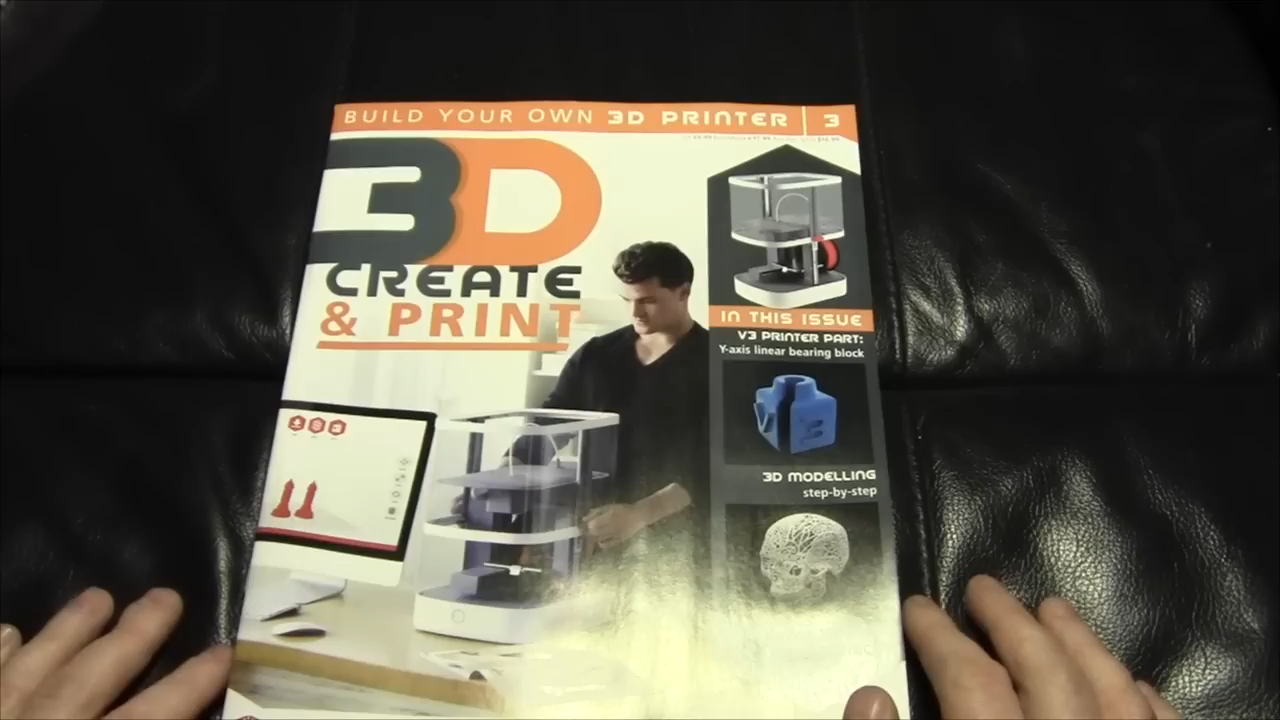 BUILD YOUR OWN 3D PRINTER 3
3D
CREATE
& PRINT
IN THIS ISSUE
V3 PRINTER PART:
Y-axis linear bearing block
3
3D MODELLING
step-by-step